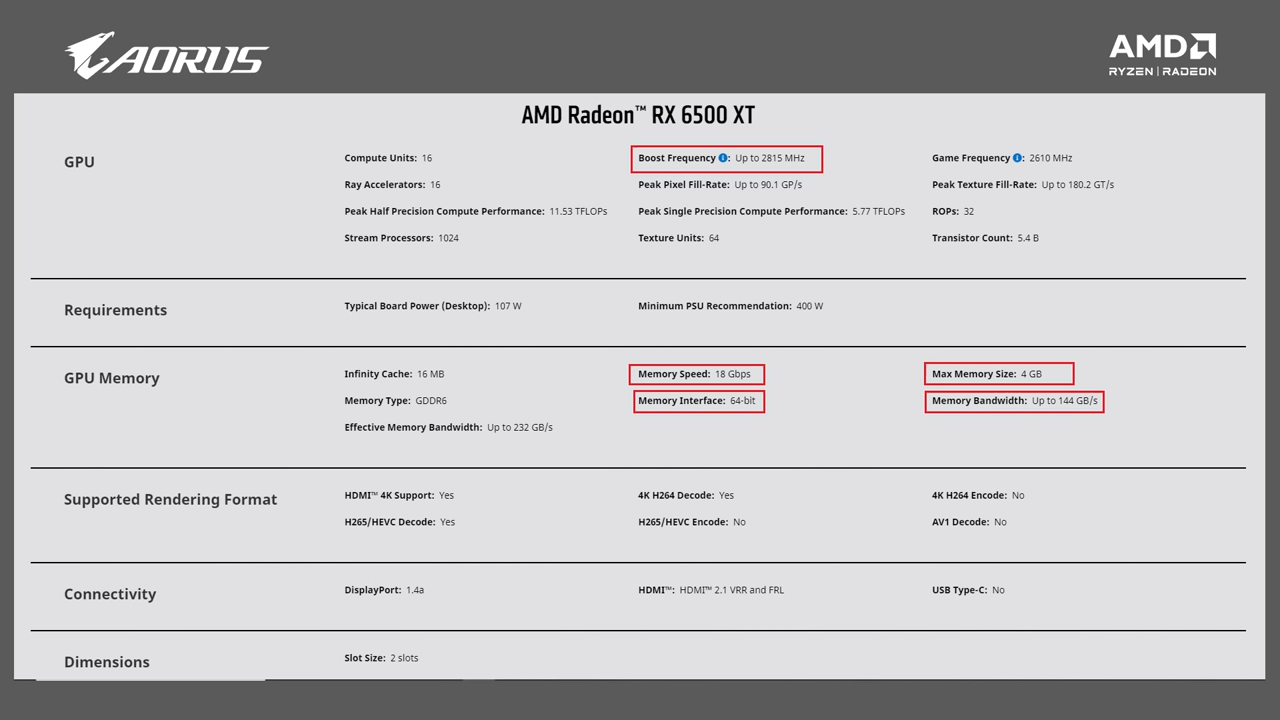 AORUS
AMD
RYZEN | RADEON
AMD Radeon™ RX 6500 XT
GPU
Compute Units: 16
Boost Frequency i: Up to 2815 MHz
Game Frequency i: 2610 MHz
Ray Accelerators: 16
Peak Pixel Fill-Rate: Up to 90.1 GP/s
Peak Texture Fill-Rate: Up to 180.2 GT/s
Peak Half Precision Compute Performance: 11.53 TFLOPs
Peak Single Precision Compute Performance: 5.77 TFLOPs
ROPs: 32
Stream Processors: 1024
Texture Units: 64
Transistor Count: 5.4 B
Requirements
Typical Board Power (Desktop): 107 W
Minimum PSU Recommendation: 400 W
GPU Memory
Infinity Cache: 16 MB
Memory Speed: 18 Gbps
Max Memory Size: 4 GB
Memory Type: GDDR6
Memory Interface: 64-bit
Memory Bandwidth: Up to 144 GB/s
Effective Memory Bandwidth: Up to 232 GB/s
Supported Rendering Format
HDMI™ 4K Support: Yes
4K H264 Decode: Yes
4K H264 Encode: No
H265/HEVC Decode: Yes
H265/HEVC Encode: No
AV1 Decode: No
Connectivity
DisplayPort: 1.4a
HDMI™: HDMI™ 2.1 VRR and FRL
USB Type-C: No
Dimensions
Slot Size: 2 slots